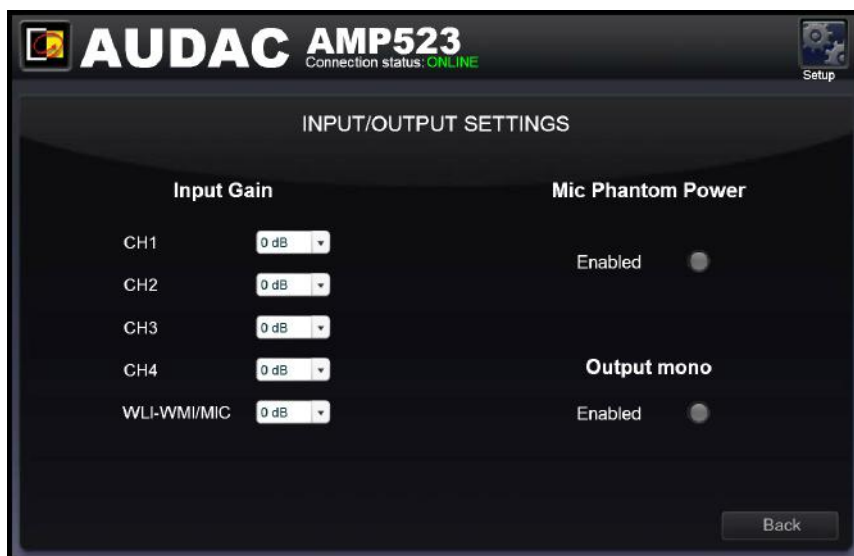 AUDAC AMP523
Connection status: ONLINE
Setup
INPUT/OUTPUT SETTINGS
Input Gain
CH1 0 dB
CH2 0 dB
CH3 0 dB
CH4 0 dB
WLI-WMI/MIC 0 dB
Mic Phantom Power
Enabled
Output mono
Enabled
Back